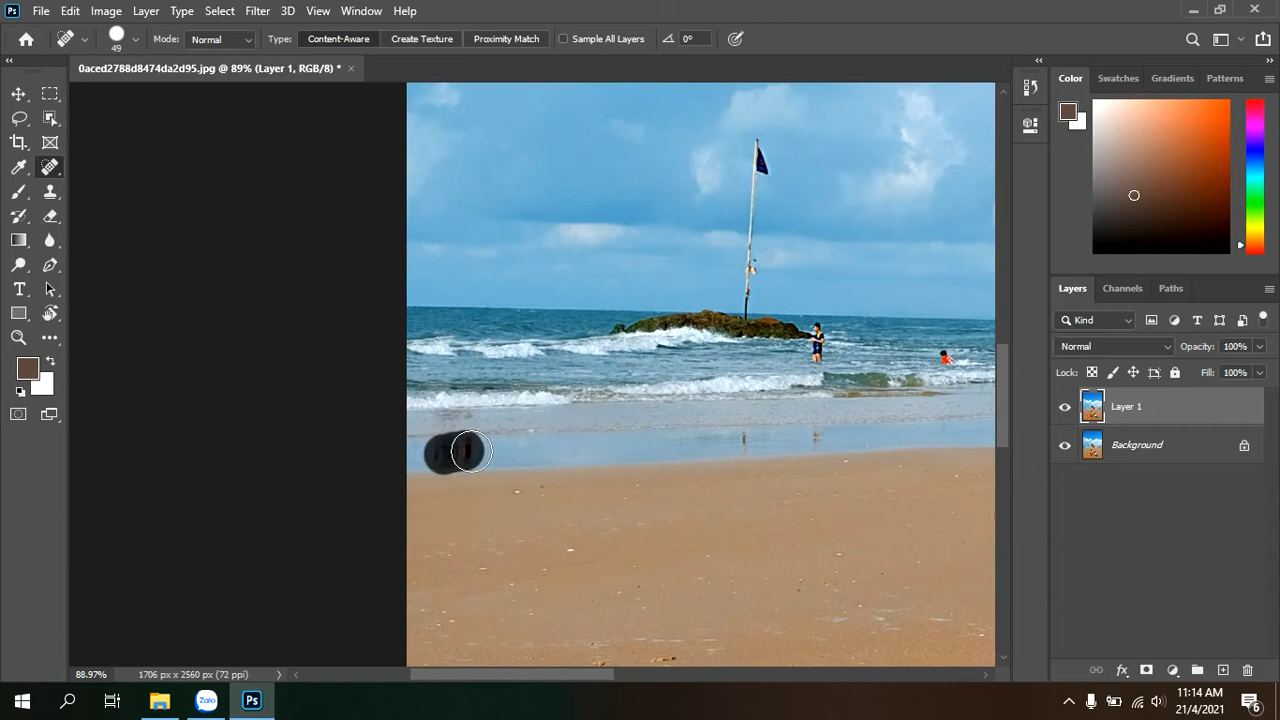 Ps File Edit Image Layer Type Select Filter 3D View Window Help
49 Mode: Normal Type: Content-Aware Create Texture Proximity Match Sample All Layers 0°
0aced2788d8474da2d95.jpg @ 89% (Layer 1, RGB/8) * ×
Color Swatches Gradients Patterns
Layers Channels Paths
Kind
Normal Opacity: 100%
Lock: Fill: 100%
Layer 1
Background
88.97% 1706 px x 2560 px (72 ppi)
Zalo Ps
11:14 AM
21/4/2021
6